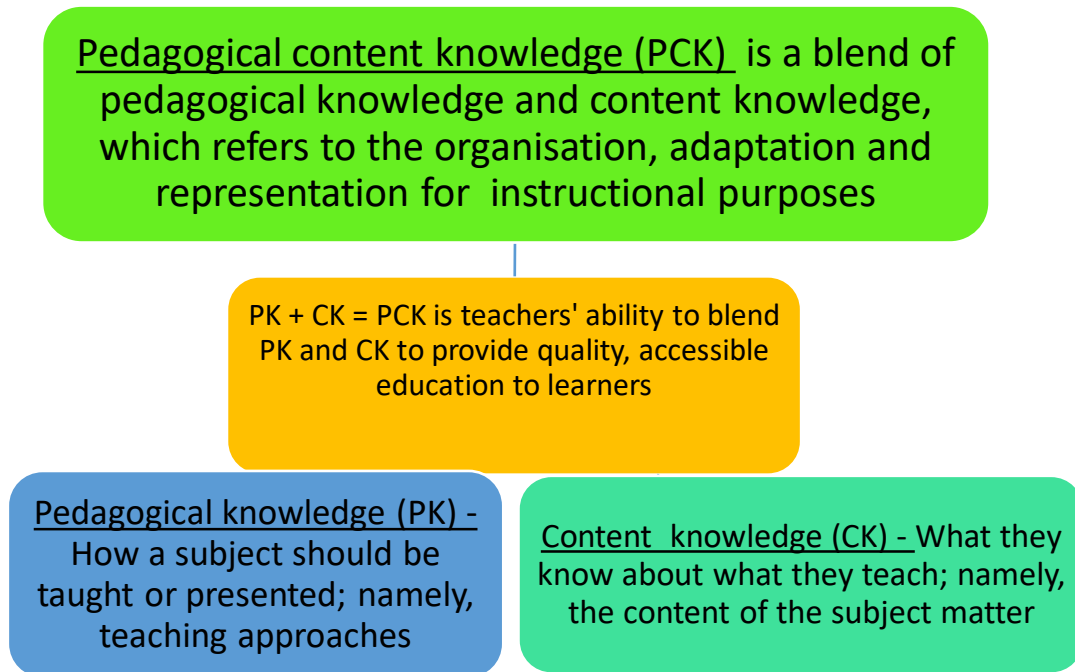 Pedagogical content knowledge (PCK) is a blend of
pedagogical knowledge and content knowledge,
which refers to the organisation, adaptation and
representation for instructional purposes
PK + CK = PCK is teachers' ability to blend
PK and CK to provide quality, accessible
education to learners
Pedagogical knowledge (PK) -
How a subject should be
taught or presented; namely,
teaching approaches
Content knowledge (CK) - What they
know about what they teach; namely,
the content of the subject matter